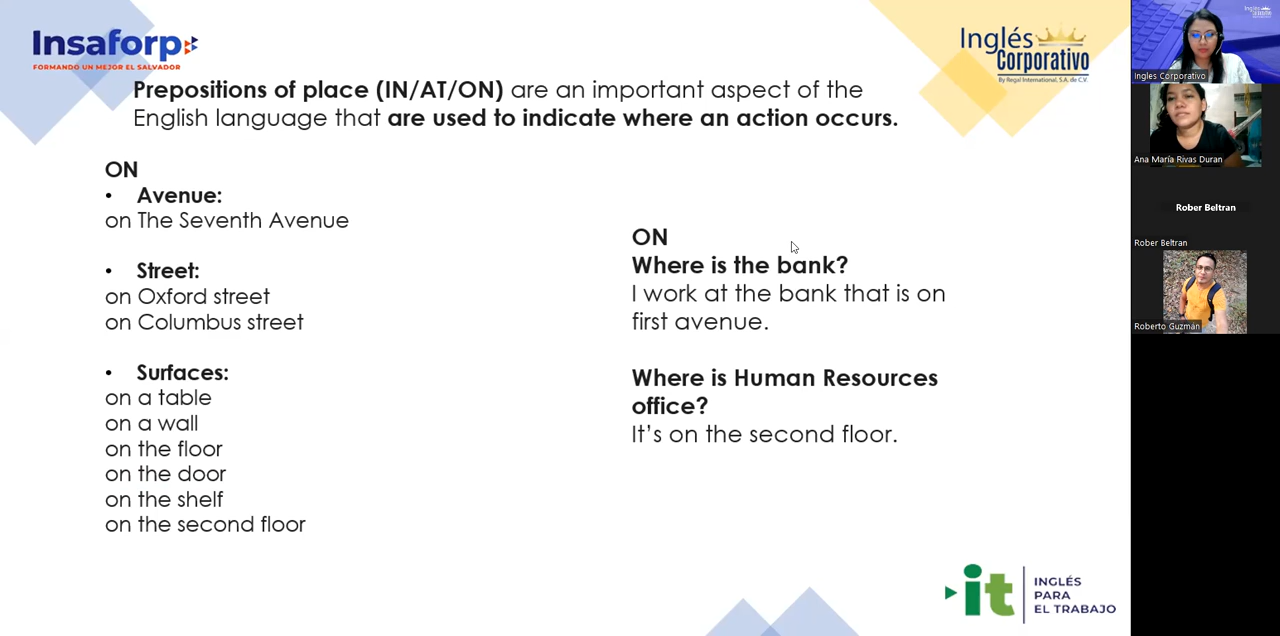 Insaforp
FORMANDO UN MEJOR EL SALVADOR
Inglés
Corporativo
By Regal International, S.A. de C.V.
Prepositions of place (IN/AT/ON) are an important aspect of the
English language that are used to indicate where an action occurs.
ON
• Avenue:
on The Seventh Avenue
• Street:
on Oxford street
on Columbus street
• Surfaces:
on a table
on a wall
on the floor
on the door
on the shelf
on the second floor
ON
Where is the bank?
I work at the bank that is on
first avenue.
Where is Human Resources
office?
It's on the second floor.
it
INGLÉS
PARA
EL TRABAJO
Ingles Corporativo
Ana María Rivas Duran
Rober Beltran
Rober Beltran
Roberto Guzmán